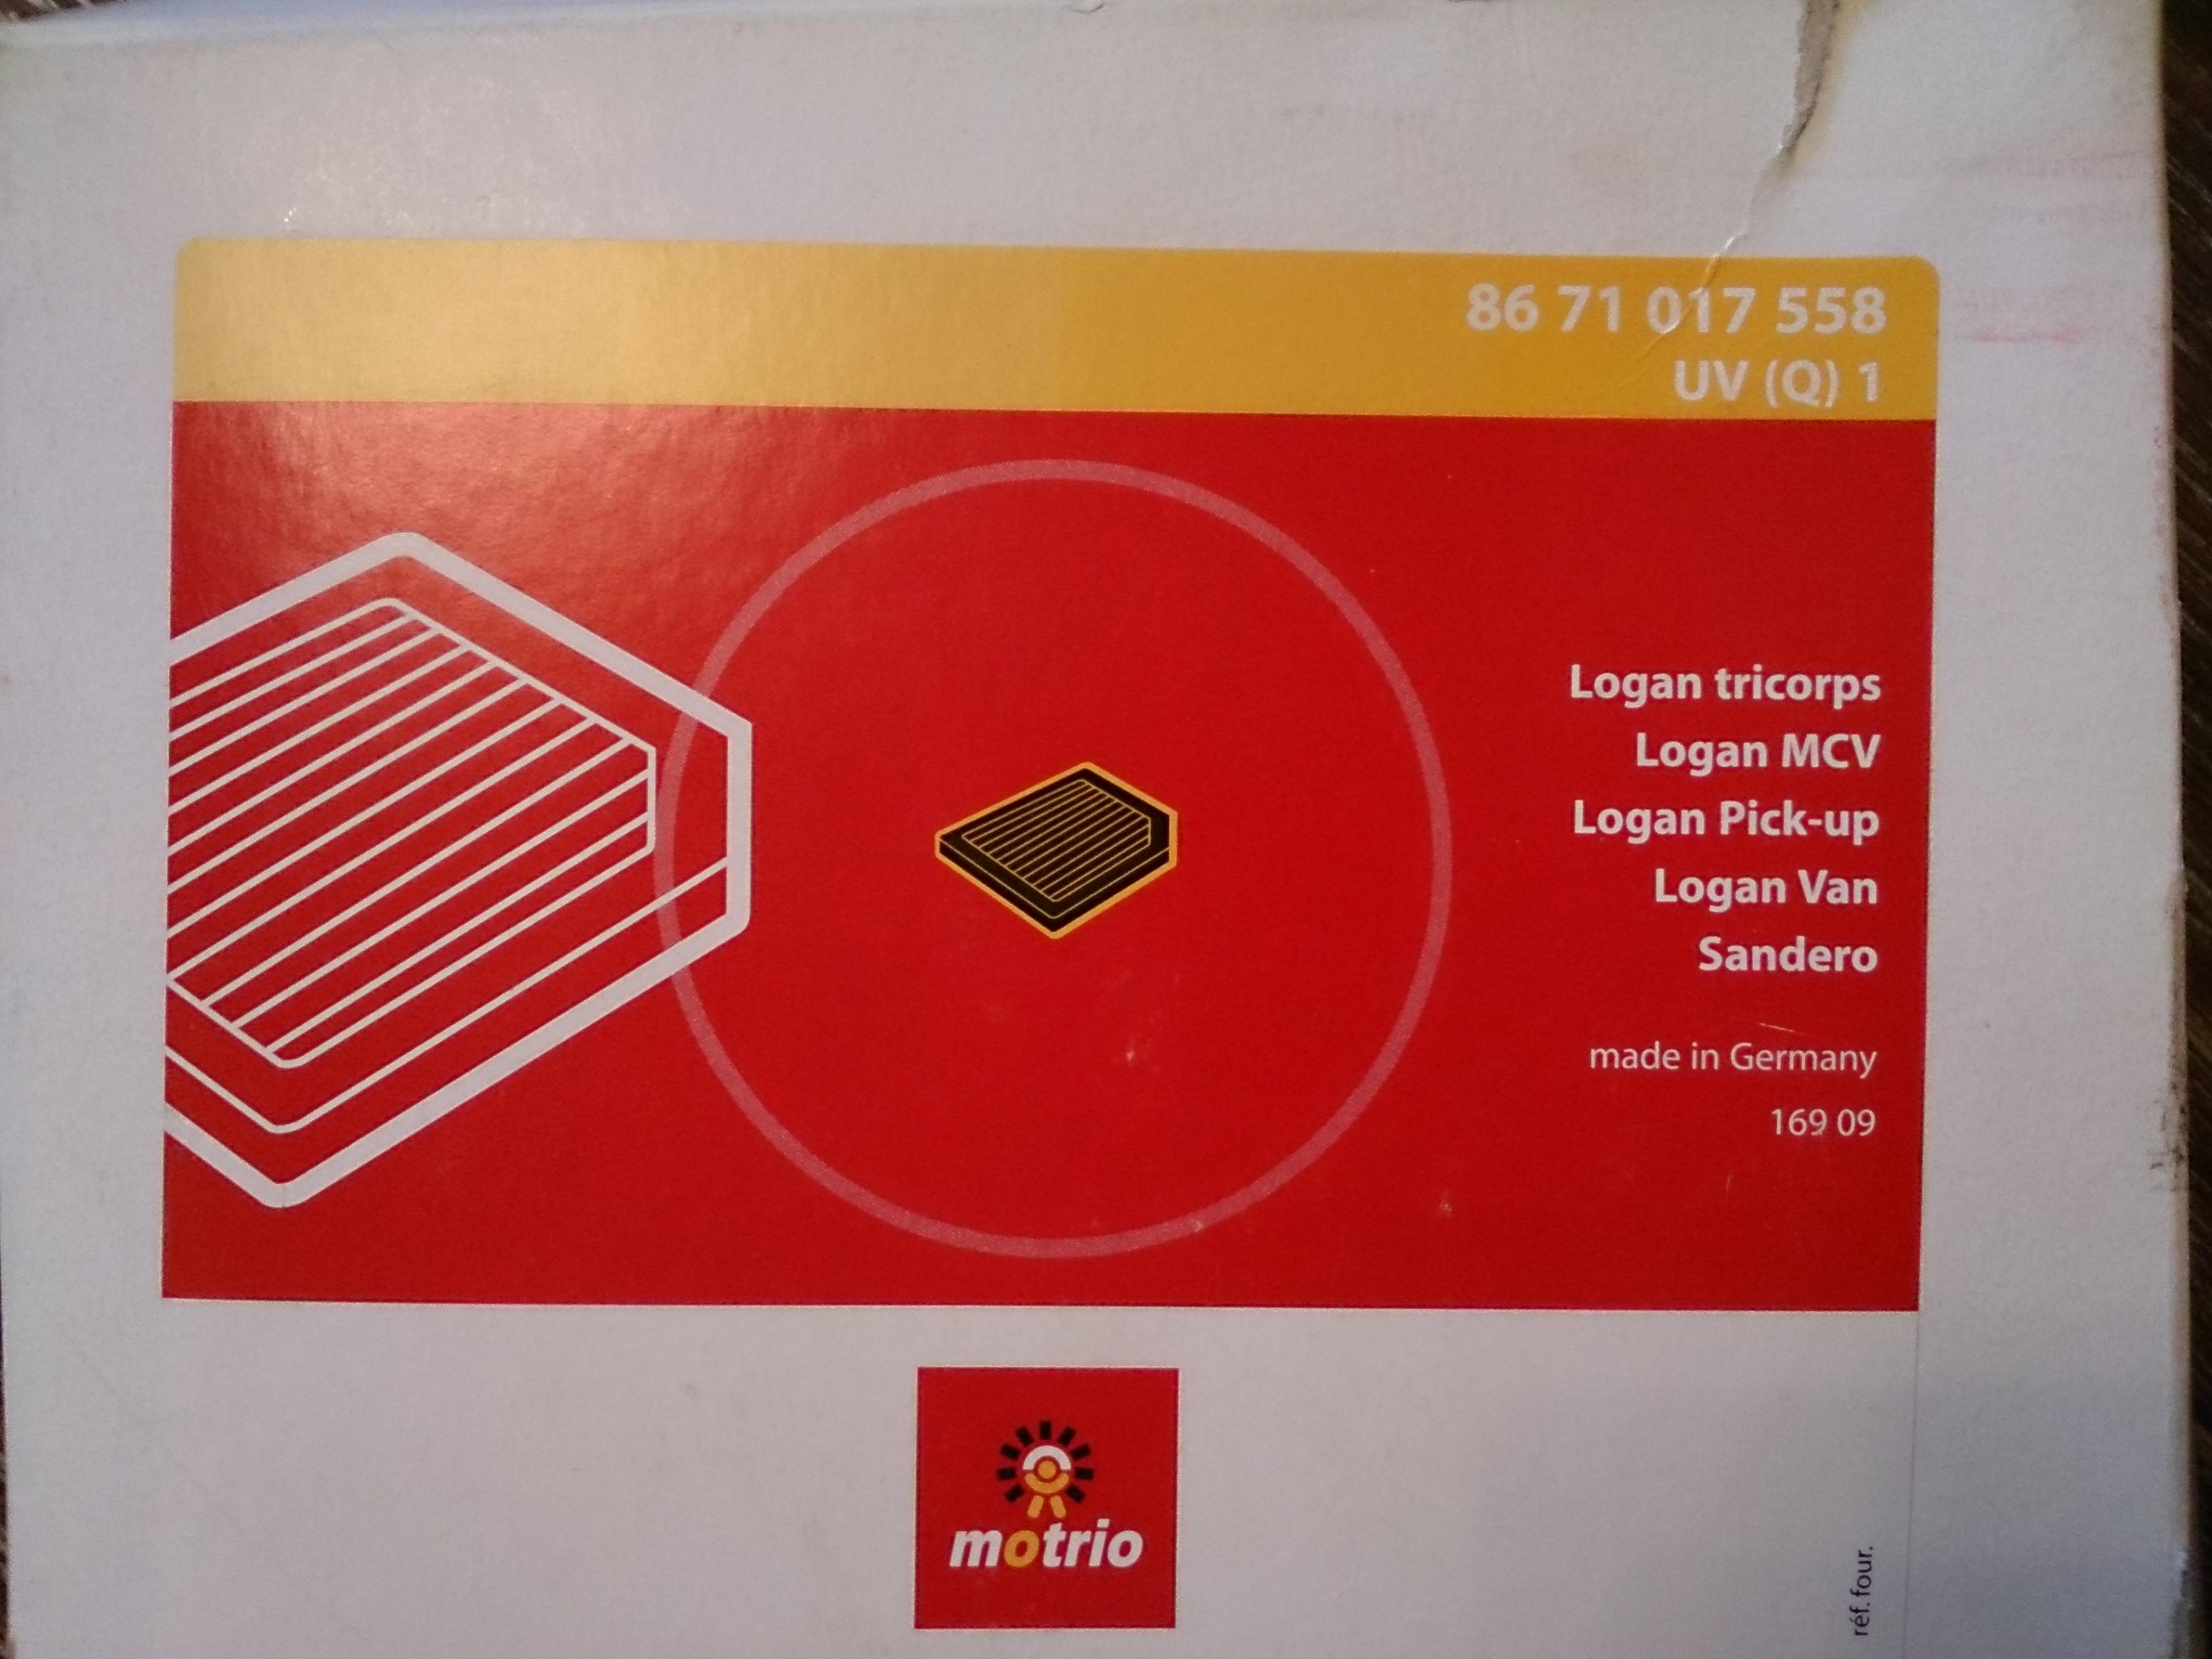 86 71 017 558
UV (Q) 1
Logan tricorps
Logan MCV
Logan Pick-up
Logan Van
Sandero
made in Germany
169 09
motrio
réf. four.